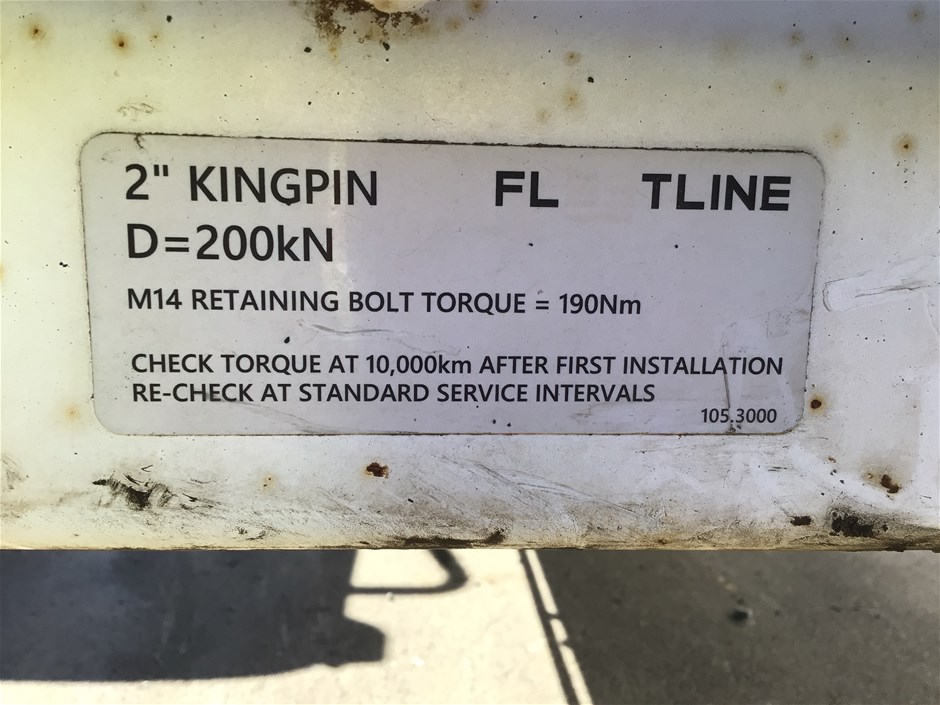 2" KINGPIN FL TLINE
D=200kN
M14 RETAINING BOLT TORQUE = 190Nm
CHECK TORQUE AT 10,000km AFTER FIRST INSTALLATION
RE-CHECK AT STANDARD SERVICE INTERVALS
105.3000